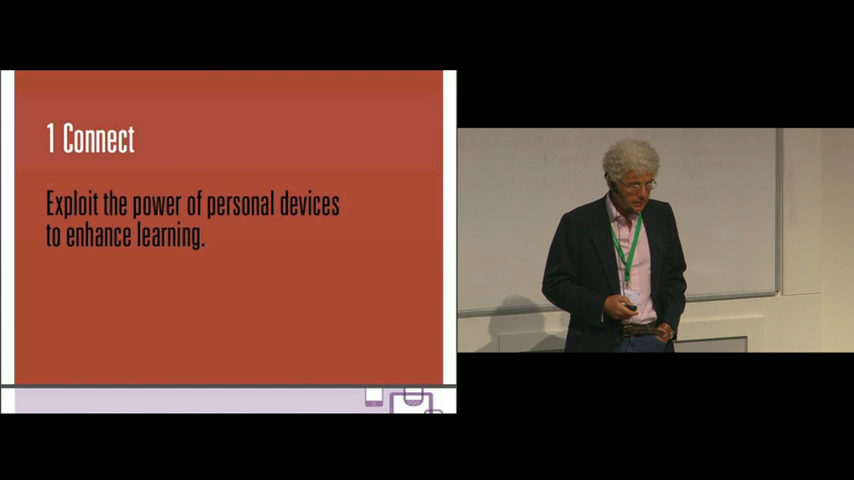 1 Connect
Exploit the power of personal devices
to enhance learning.